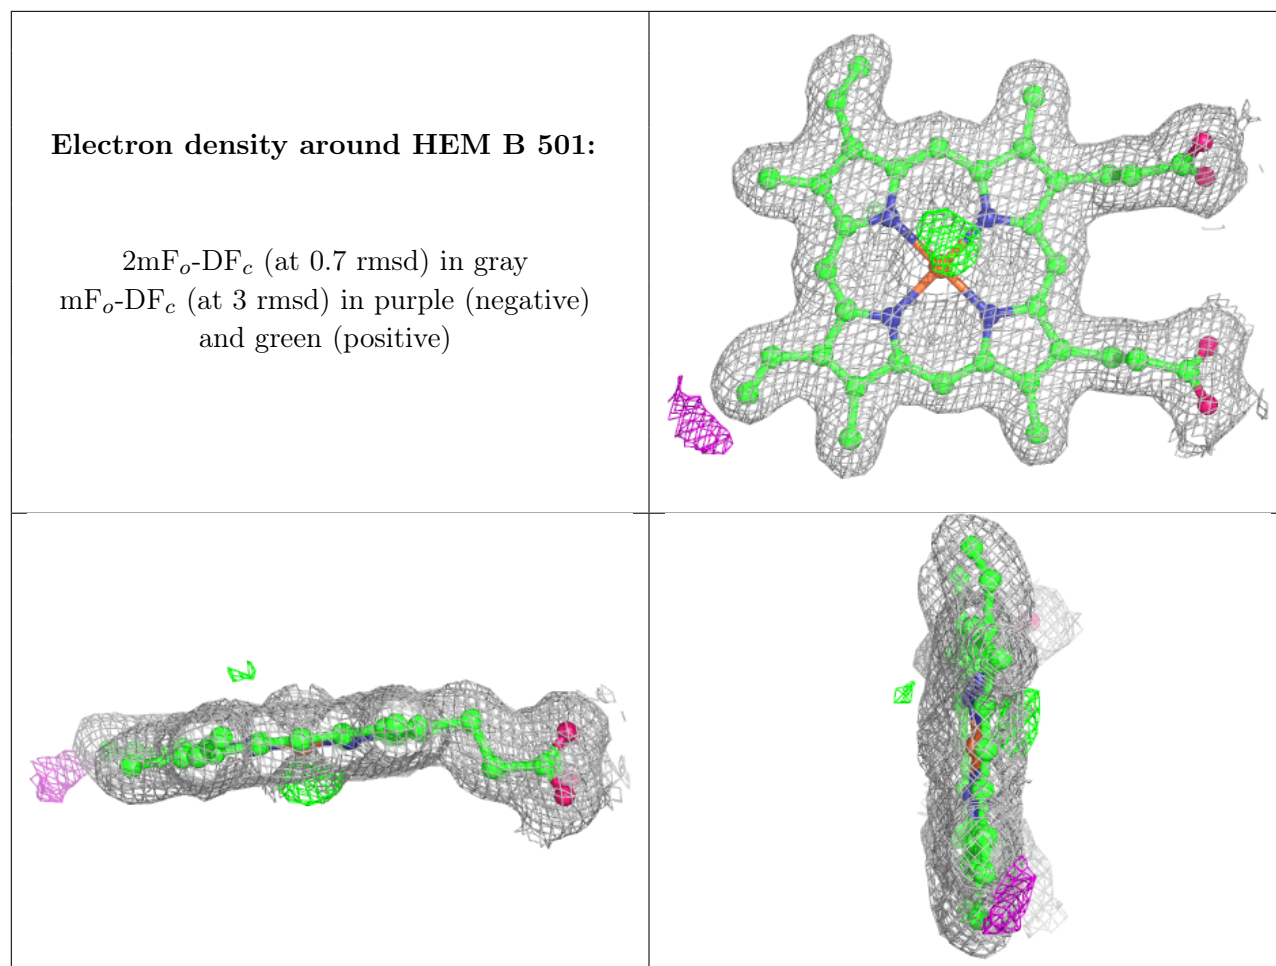 Electron density around HEM B 501:
2mFₒ-DF𝒸 (at 0.7 rmsd) in gray
mFₒ-DF𝒸 (at 3 rmsd) in purple (negative)
and green (positive)